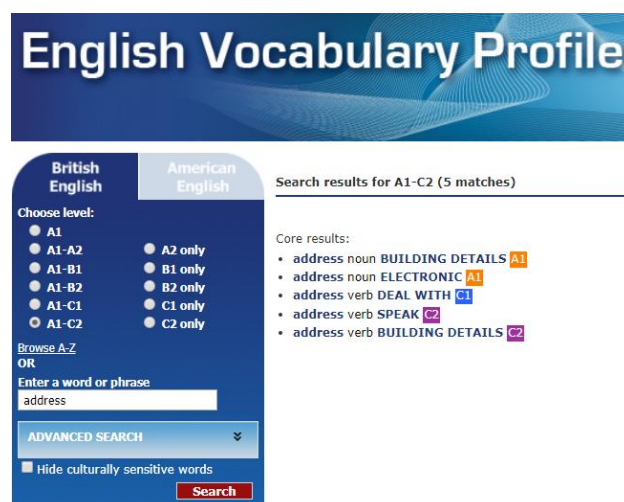 English Vocabulary Profile
British English
American English
Choose level:
A1
A1-A2
A2 only
A1-B1
B1 only
A1-B2
B2 only
A1-C1
C1 only
A1-C2
C2 only
Browse A-Z
OR
Enter a word or phrase
address
ADVANCED SEARCH
Hide culturally sensitive words
Search
Search results for A1-C2 (5 matches)
Core results:
• address noun BUILDING DETAILS A1
• address noun ELECTRONIC A1
• address verb DEAL WITH C1
• address verb SPEAK C2
• address verb BUILDING DETAILS C2